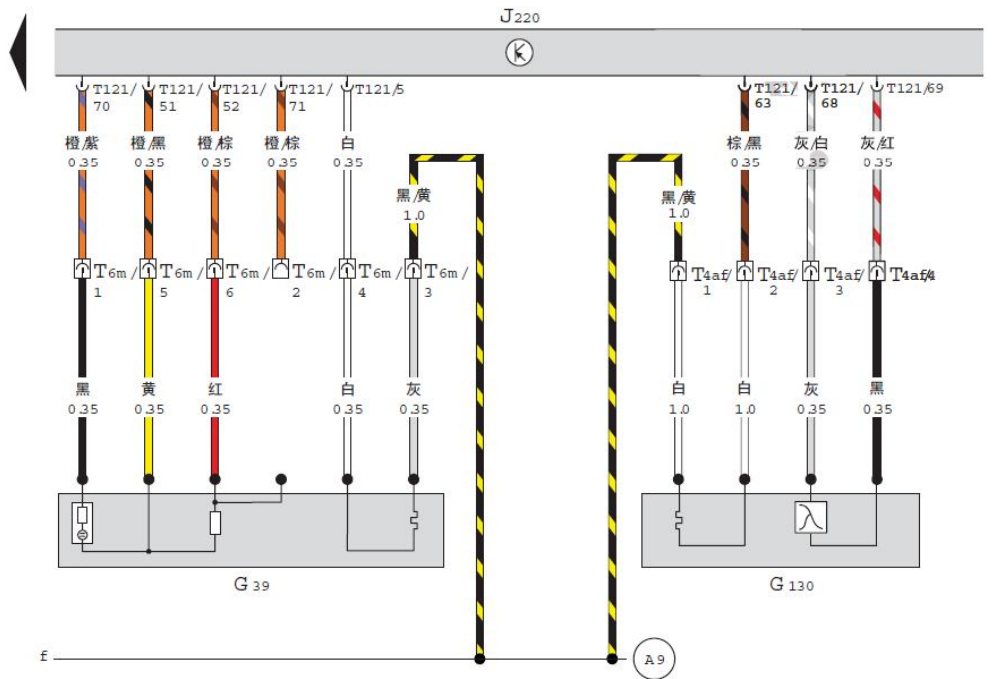 J220
T121/ T121/ T121/ T121/ T121/5 T121/ T121/ T121/69
70 51 52 71 63 68
橙/紫 橙/黑 橙/棕 橙/棕 白 棕/黑 灰/白 灰/红
0.35 0.35 0.35 0.35 0.35 0.35 0.35 0.35
黑/黄 黑/黄
1.0 1.0
T6m/ T6m/ T6m/ T6m/ T6m/ T6m/ T4af/ T4af/ T4af/ T4af/4
1 5 6 2 4 3 1 2 3
黑 黄 红 白 灰 白 白 灰 黑
0.35 0.35 0.35 0.35 0.35 1.0 1.0 0.35 0.35
G39 G130
f A9